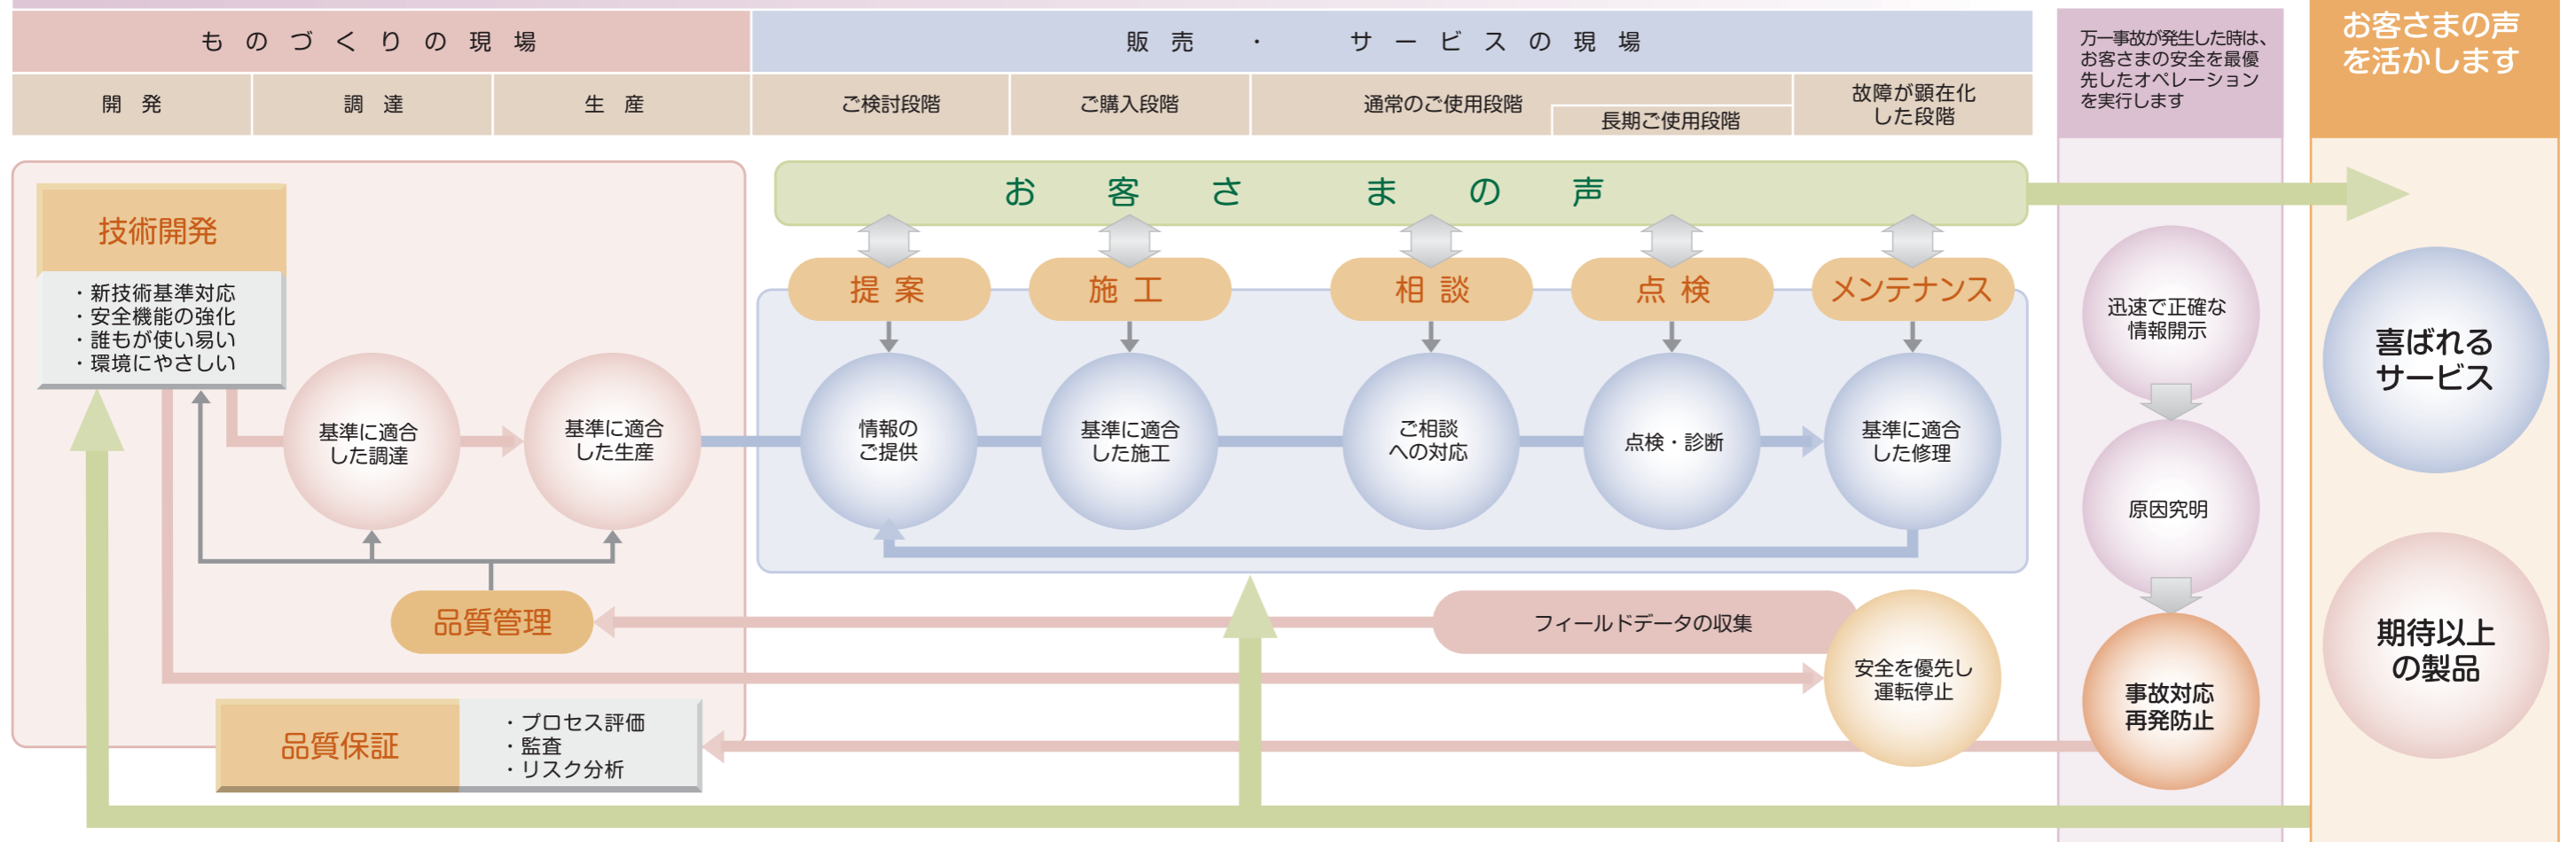 ものづくりの現場
販売・サービスの現場
開発
調達
生産
ご検討段階
ご購入段階
通常のご使用段階
長期ご使用段階
故障が顕在化
した段階
万一事故が発生した時は、
お客さまの安全を最優
先したオペレーション
を実行します
お客さまの声
を活かします
お客さまの声
技術開発
・新技術基準対応
・安全機能の強化
・誰もが使い易い
・環境にやさしい
基準に適合
した調達
基準に適合
した生産
品質管理
品質保証
・プロセス評価
・監査
・リスク分析
提案
施工
相談
点検
メンテナンス
情報の
ご提供
基準に適合
した施工
ご相談
への対応
点検・診断
基準に適合
した修理
フィールドデータの収集
安全を優先し
運転停止
迅速で正確な
情報開示
原因究明
事故対応
再発防止
喜ばれる
サービス
期待以上
の製品